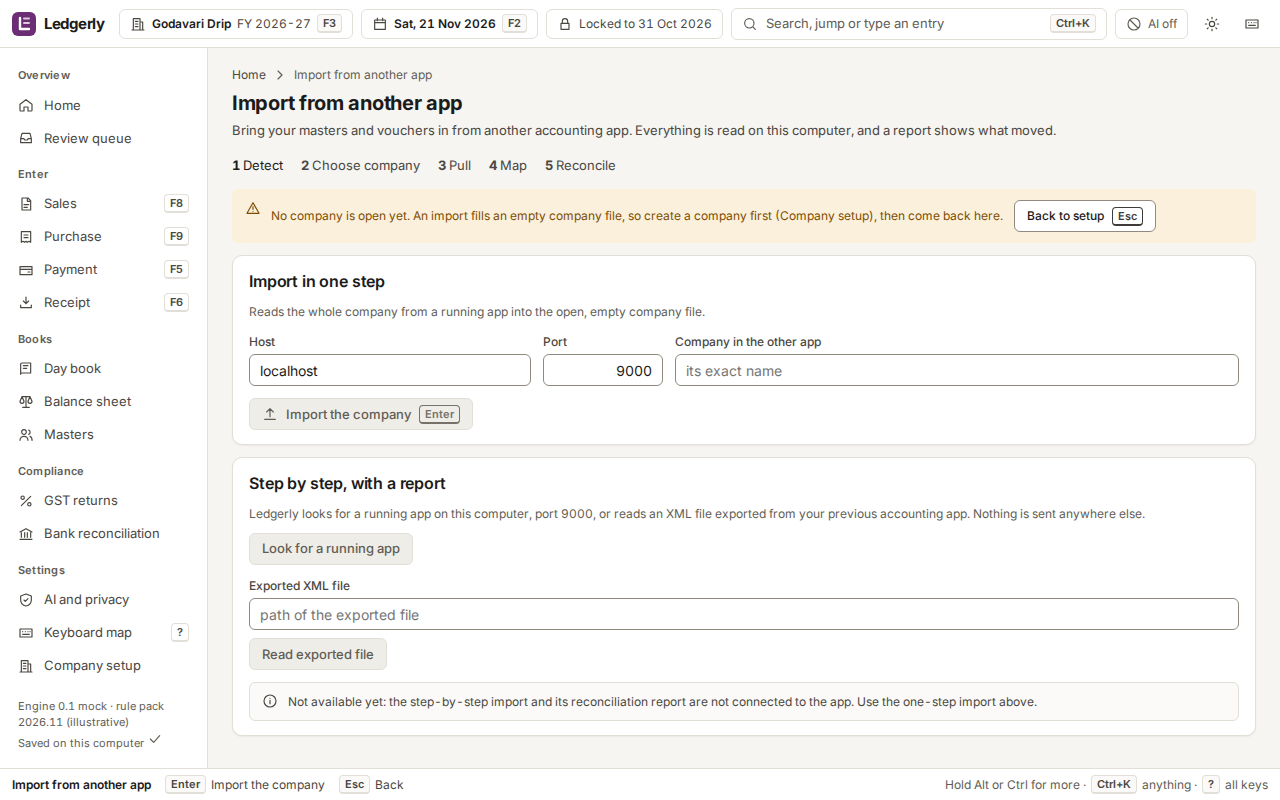 Ledgerly
Godavari Drip FY 2026-27 F3
Sat, 21 Nov 2026 F2
Locked to 31 Oct 2026
Search, jump or type an entry Ctrl+K
AI off
Overview
Home
Review queue
Enter
Sales F8
Purchase F9
Payment F5
Receipt F6
Books
Day book
Balance sheet
Masters
Compliance
GST returns
Bank reconciliation
Settings
AI and privacy
Keyboard map ?
Company setup
Engine 0.1 mock · rule pack
2026.11 (illustrative)
Saved on this computer
Home > Import from another app
Import from another app
Bring your masters and vouchers in from another accounting app. Everything is read on this computer, and a report shows what moved.
1 Detect 2 Choose company 3 Pull 4 Map 5 Reconcile
No company is open yet. An import fills an empty company file, so create a company first (Company setup), then come back here. Back to setup Esc
Import in one step
Reads the whole company from a running app into the open, empty company file.
Host Port Company in the other app
localhost 9000 its exact name
Import the company Enter
Step by step, with a report
Ledgerly looks for a running app on this computer, port 9000, or reads an XML file exported from your previous accounting app. Nothing is sent anywhere else.
Look for a running app
Exported XML file
path of the exported file
Read exported file
Not available yet: the step-by-step import and its reconciliation report are not connected to the app. Use the one-step import above.
Import from another app Enter Import the company Esc Back
Hold Alt or Ctrl for more · Ctrl+K anything · ? all keys